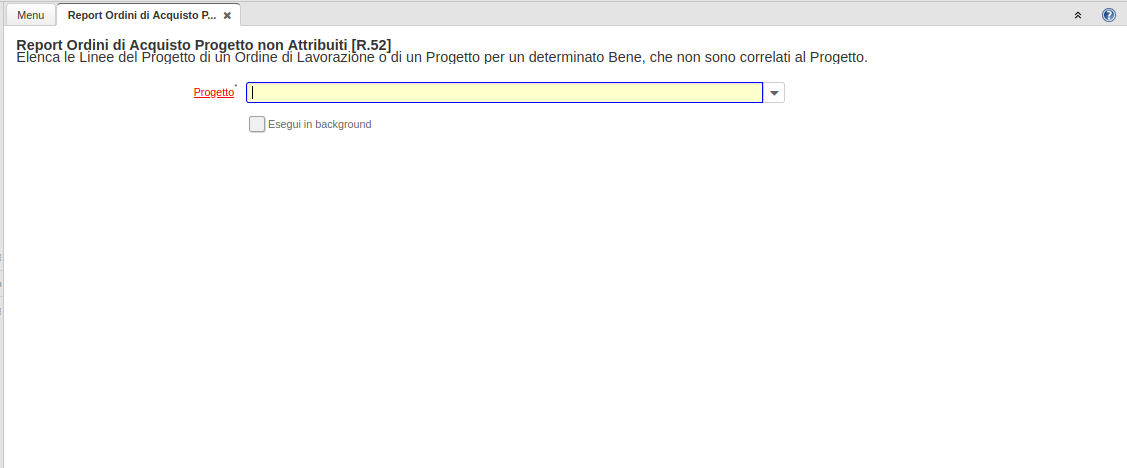 Menu
Report Ordini di Acquisto P...
Report Ordini di Acquisto Progetto non Attribuiti [R.52]
Elenca le Linee del Progetto di un Ordine di Lavorazione o di un Progetto per un determinato Bene, che non sono correlati al Progetto.
Progetto*
Esegui in background